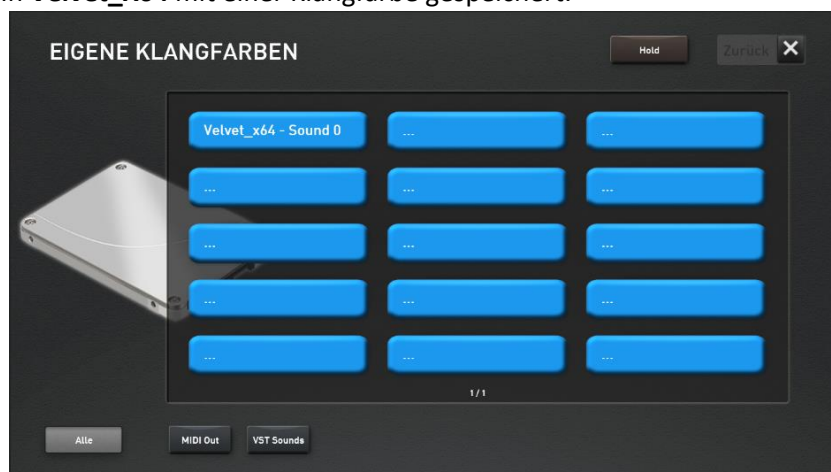 EIGENE KLANGFARBEN
Hold
Zurück X
Velvet_x64 - Sound 0 ... ...
... ... ...
... ... ...
... ... ...
... ... ...
1/1
Alle MIDI Out VST Sounds